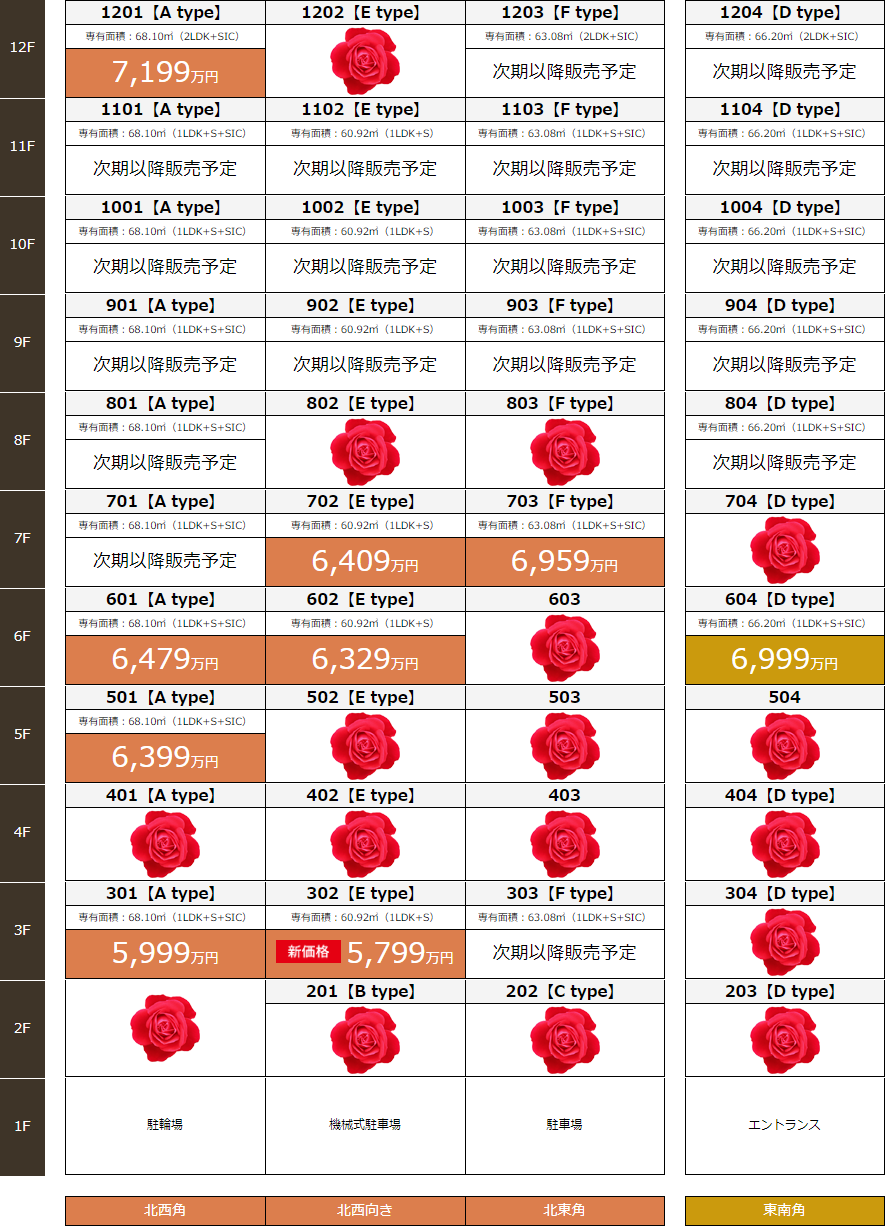 12F
1201【A type】
専有面積：68.10㎡（2LDK+SIC）
7,199万円
1202【E type】
1203【F type】
専有面積：63.08㎡（2LDK+SIC）
次期以降販売予定
1204【D type】
専有面積：66.20㎡（2LDK+SIC）
次期以降販売予定
11F
1101【A type】
専有面積：68.10㎡（1LDK+S+SIC）
次期以降販売予定
1102【E type】
専有面積：60.92㎡（1LDK+S）
次期以降販売予定
1103【F type】
専有面積：63.08㎡（1LDK+S+SIC）
次期以降販売予定
1104【D type】
専有面積：66.20㎡（1LDK+S+SIC）
次期以降販売予定
10F
1001【A type】
専有面積：68.10㎡（1LDK+S+SIC）
次期以降販売予定
1002【E type】
専有面積：60.92㎡（1LDK+S）
次期以降販売予定
1003【F type】
専有面積：63.08㎡（1LDK+S+SIC）
次期以降販売予定
1004【D type】
専有面積：66.20㎡（1LDK+S+SIC）
次期以降販売予定
9F
901【A type】
専有面積：68.10㎡（1LDK+S+SIC）
次期以降販売予定
902【E type】
専有面積：60.92㎡（1LDK+S）
次期以降販売予定
903【F type】
専有面積：63.08㎡（1LDK+S+SIC）
次期以降販売予定
904【D type】
専有面積：66.20㎡（1LDK+S+SIC）
次期以降販売予定
8F
801【A type】
専有面積：68.10㎡（1LDK+S+SIC）
次期以降販売予定
802【E type】
803【F type】
804【D type】
専有面積：66.20㎡（1LDK+S+SIC）
次期以降販売予定
7F
701【A type】
専有面積：68.10㎡（1LDK+S+SIC）
次期以降販売予定
702【E type】
専有面積：60.92㎡（1LDK+S）
6,409万円
703【F type】
専有面積：63.08㎡（1LDK+S+SIC）
6,959万円
704【D type】
6F
601【A type】
専有面積：68.10㎡（1LDK+S+SIC）
6,479万円
602【E type】
専有面積：60.92㎡（1LDK+S）
6,329万円
603
604【D type】
専有面積：66.20㎡（1LDK+S+SIC）
6,999万円
5F
501【A type】
専有面積：68.10㎡（1LDK+S+SIC）
6,399万円
502【E type】
503
504
4F
401【A type】
402【E type】
403
404【D type】
3F
301【A type】
専有面積：68.10㎡（1LDK+S+SIC）
5,999万円
302【E type】
専有面積：60.92㎡（1LDK+S）
新価格 5,799万円
303【F type】
専有面積：63.08㎡（1LDK+S+SIC）
次期以降販売予定
304【D type】
2F
201【B type】
202【C type】
203【D type】
1F
駐輪場
機械式駐車場
駐車場
エントランス
北西角
北西向き
北東角
東南角